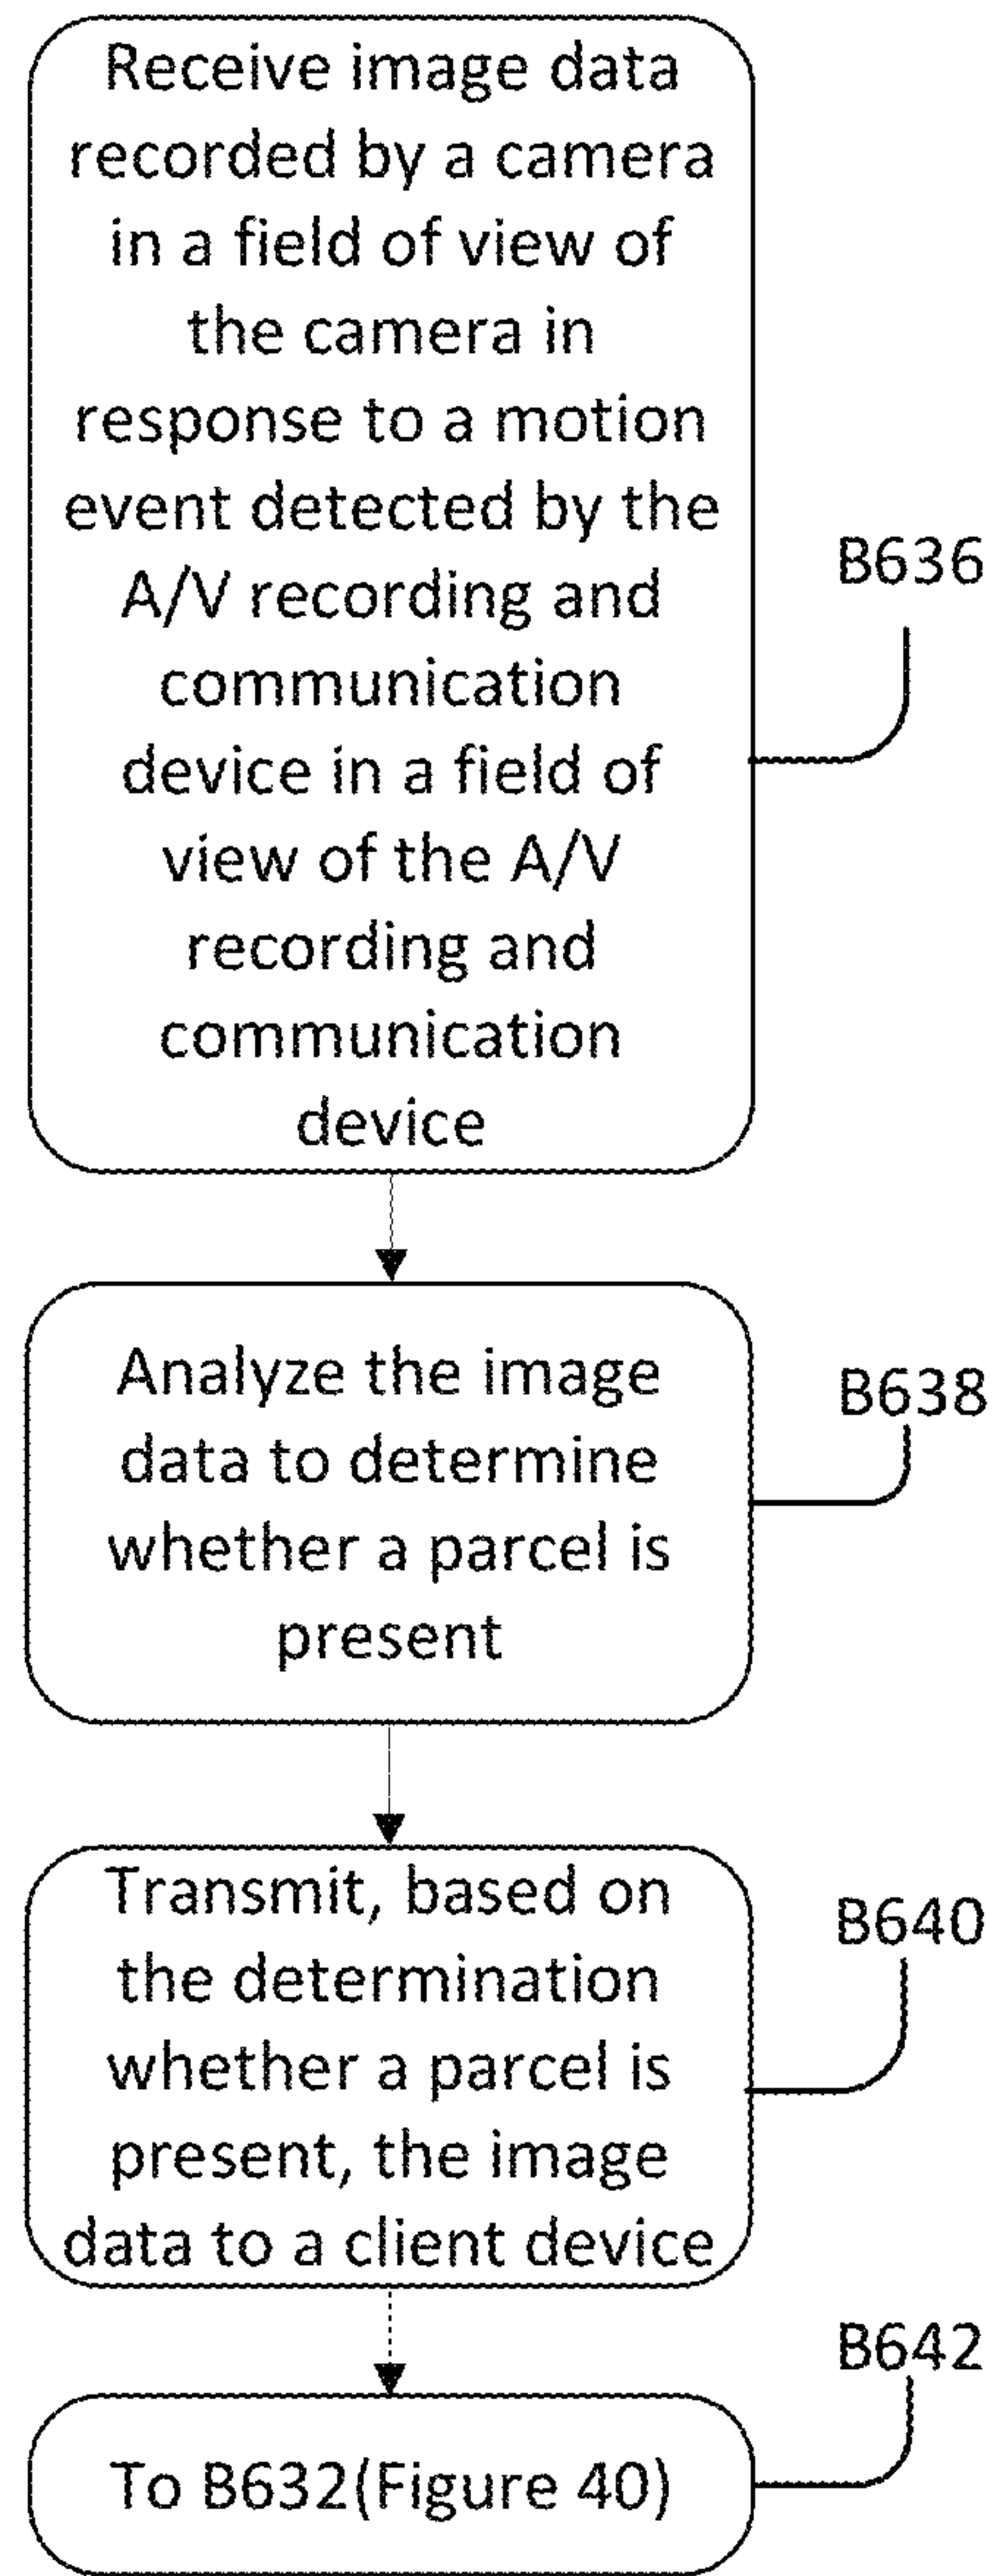 Receive image data
recorded by a camera
in a field of view of
the camera in
response to a motion
event detected by the
A/V recording and
communication
device in a field of
view of the A/V
recording and
communication
device
B636
Analyze the image
data to determine
whether a parcel is
present
B638
Transmit, based on
the determination
whether a parcel is
present, the image
data to a client device
B640
To B632(Figure 40)
B642